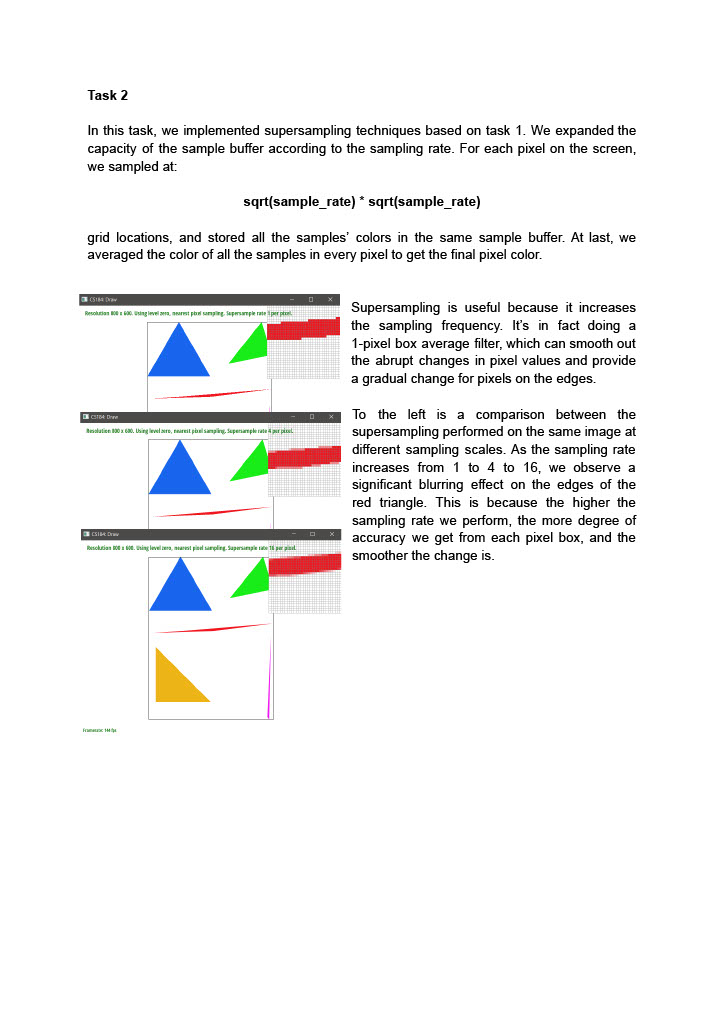 Task 2
In this task, we implemented supersampling techniques based on task 1. We expanded the
capacity of the sample buffer according to the sampling rate. For each pixel on the screen,
we sampled at:
sqrt(sample_rate) * sqrt(sample_rate)
grid locations, and stored all the samples’ colors in the same sample buffer. At last, we
averaged the color of all the samples in every pixel to get the final pixel color.
CS184: Draw
Resolution 800 x 600. Using level zero, nearest pixel sampling. Supersample rate 1 per pixel.
CS184: Draw
Resolution 800 x 600. Using level zero, nearest pixel sampling. Supersample rate 4 per pixel.
CS184: Draw
Resolution 800 x 600. Using level zero, nearest pixel sampling. Supersample rate 16 per pixel.
Framerate: 144 fps
Supersampling is useful because it increases
the sampling frequency. It’s in fact doing a
1-pixel box average filter, which can smooth out
the abrupt changes in pixel values and provide
a gradual change for pixels on the edges.
To the left is a comparison between the
supersampling performed on the same image at
different sampling scales. As the sampling rate
increases from 1 to 4 to 16, we observe a
significant blurring effect on the edges of the
red triangle. This is because the higher the
sampling rate we perform, the more degree of
accuracy we get from each pixel box, and the
smoother the change is.